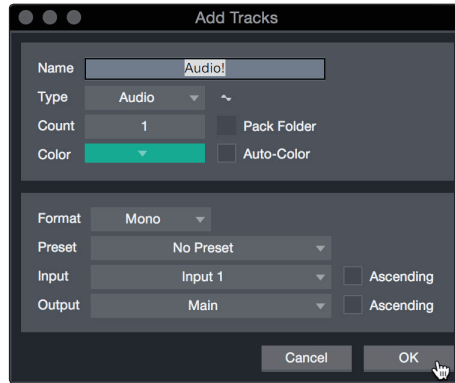 Add Tracks
Name Audio!
Type Audio
Count 1 Pack Folder
Color Auto-Color
Format Mono
Preset No Preset
Input Input 1 Ascending
Output Main Ascending
Cancel OK